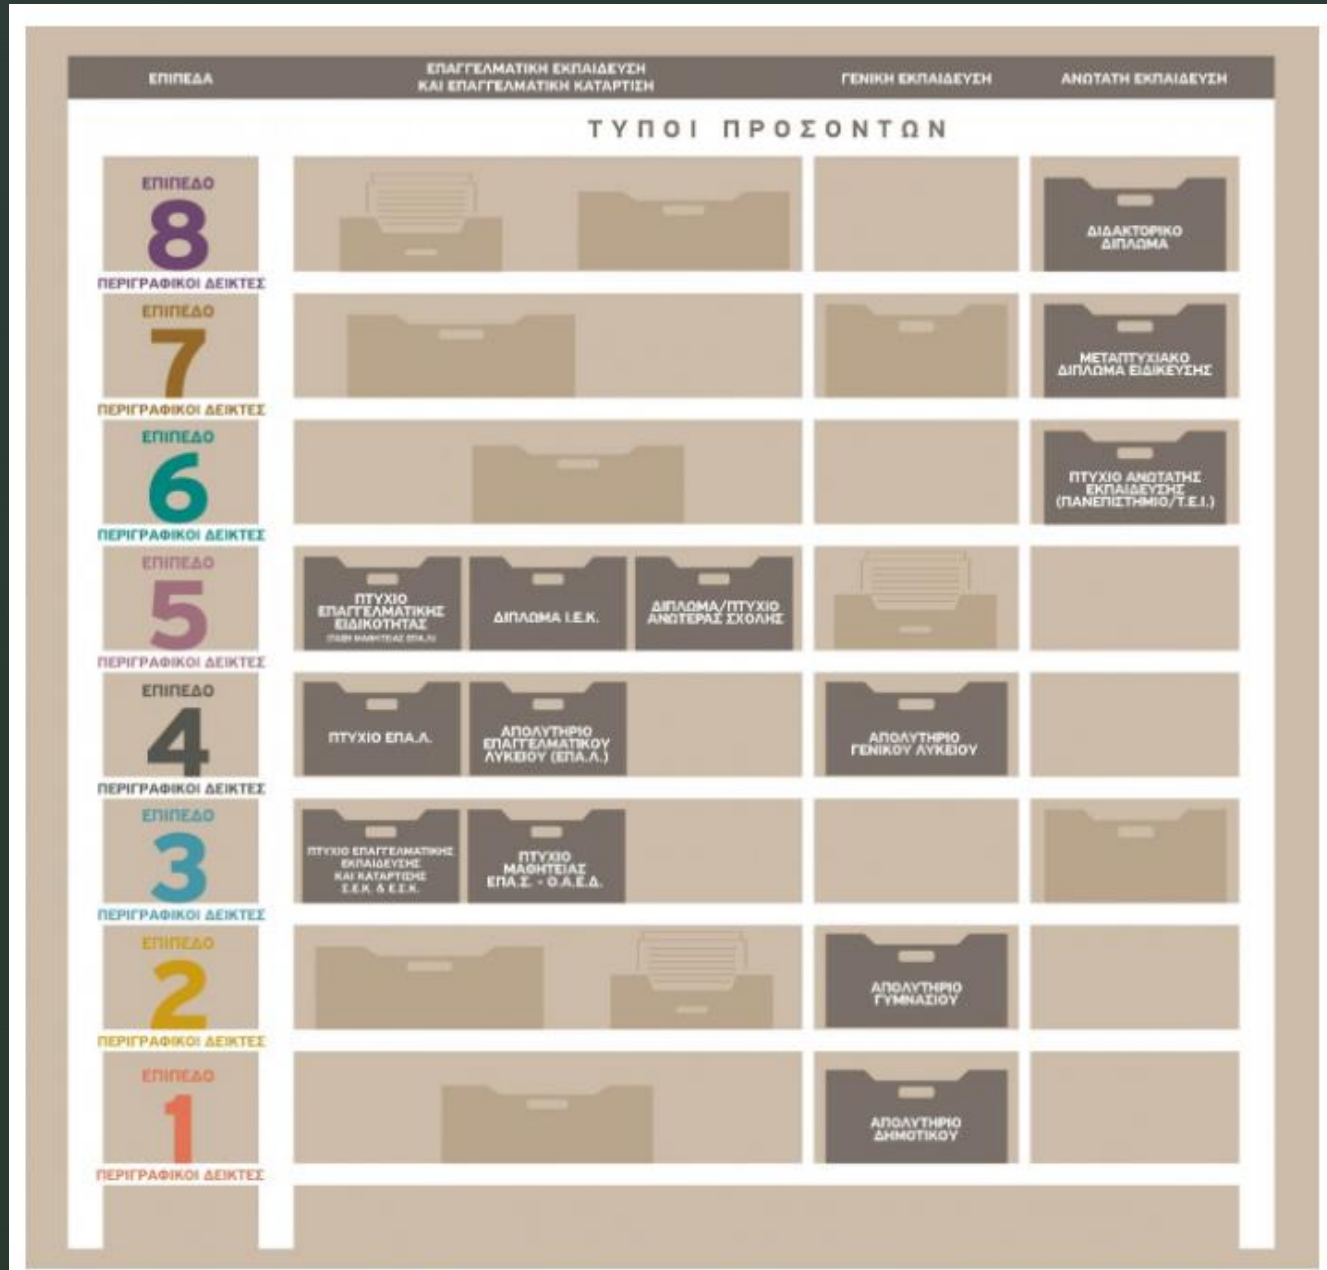 ΕΠΙΠΕΔΑ
ΕΠΑΓΓΕΛΜΑΤΙΚΗ ΕΚΠΑΙΔΕΥΣΗ
ΚΑΙ ΕΠΑΓΓΕΛΜΑΤΙΚΗ ΚΑΤΑΡΤΙΣΗ
ΓΕΝΙΚΗ ΕΚΠΑΙΔΕΥΣΗ
ΑΝΩΤΑΤΗ ΕΚΠΑΙΔΕΥΣΗ
ΤΥΠΟΙ ΠΡΟΣΟΝΤΩΝ
ΕΠΙΠΕΔΟ
8
ΠΕΡΙΓΡΑΦΙΚΟΙ ΔΕΙΚΤΕΣ
ΔΙΔΑΚΤΟΡΙΚΟ
ΔΙΠΛΩΜΑ
ΕΠΙΠΕΔΟ
7
ΠΕΡΙΓΡΑΦΙΚΟΙ ΔΕΙΚΤΕΣ
ΜΕΤΑΠΤΥΧΙΑΚΟ
ΔΙΠΛΩΜΑ ΕΙΔΙΚΕΥΣΗΣ
ΕΠΙΠΕΔΟ
6
ΠΕΡΙΓΡΑΦΙΚΟΙ ΔΕΙΚΤΕΣ
ΠΤΥΧΙΟ ΑΝΩΤΑΤΗΣ
ΕΚΠΑΙΔΕΥΣΗΣ
(ΠΑΝΕΠΙΣΤΗΜΙΟ/Τ.Ε.Ι.)
ΕΠΙΠΕΔΟ
5
ΠΕΡΙΓΡΑΦΙΚΟΙ ΔΕΙΚΤΕΣ
ΠΤΥΧΙΟ
ΕΠΑΓΓΕΛΜΑΤΙΚΗΣ
ΕΙΔΙΚΟΤΗΤΑΣ
(ΤΑΞΗ ΜΑΘΗΤΕΙΑΣ ΕΠΑ.Λ)
ΔΙΠΛΩΜΑ Ι.Ε.Κ.
ΔΙΠΛΩΜΑ/ΠΤΥΧΙΟ
ΑΝΩΤΕΡΑΣ ΣΧΟΛΗΣ
ΕΠΙΠΕΔΟ
4
ΠΕΡΙΓΡΑΦΙΚΟΙ ΔΕΙΚΤΕΣ
ΠΤΥΧΙΟ ΕΠΑ.Λ.
ΑΠΟΛΥΤΗΡΙΟ
ΕΠΑΓΓΕΛΜΑΤΙΚΟΥ
ΛΥΚΕΙΟΥ (ΕΠΑ.Λ.)
ΑΠΟΛΥΤΗΡΙΟ
ΓΕΝΙΚΟΥ ΛΥΚΕΙΟΥ
ΕΠΙΠΕΔΟ
3
ΠΕΡΙΓΡΑΦΙΚΟΙ ΔΕΙΚΤΕΣ
ΠΤΥΧΙΟ ΕΠΑΓΓΕΛΜΑΤΙΚΗΣ
ΕΚΠΑΙΔΕΥΣΗΣ
ΚΑΙ ΚΑΤΑΡΤΙΣΗΣ
Σ.Ε.Κ. & Ε.Σ.Κ.
ΠΤΥΧΙΟ
ΜΑΘΗΤΕΙΑΣ
ΕΠΑ.Σ. - Ο.Α.Ε.Δ.
ΕΠΙΠΕΔΟ
2
ΠΕΡΙΓΡΑΦΙΚΟΙ ΔΕΙΚΤΕΣ
ΑΠΟΛΥΤΗΡΙΟ
ΓΥΜΝΑΣΙΟΥ
ΕΠΙΠΕΔΟ
1
ΠΕΡΙΓΡΑΦΙΚΟΙ ΔΕΙΚΤΕΣ
ΑΠΟΛΥΤΗΡΙΟ
ΔΗΜΟΤΙΚΟΥ